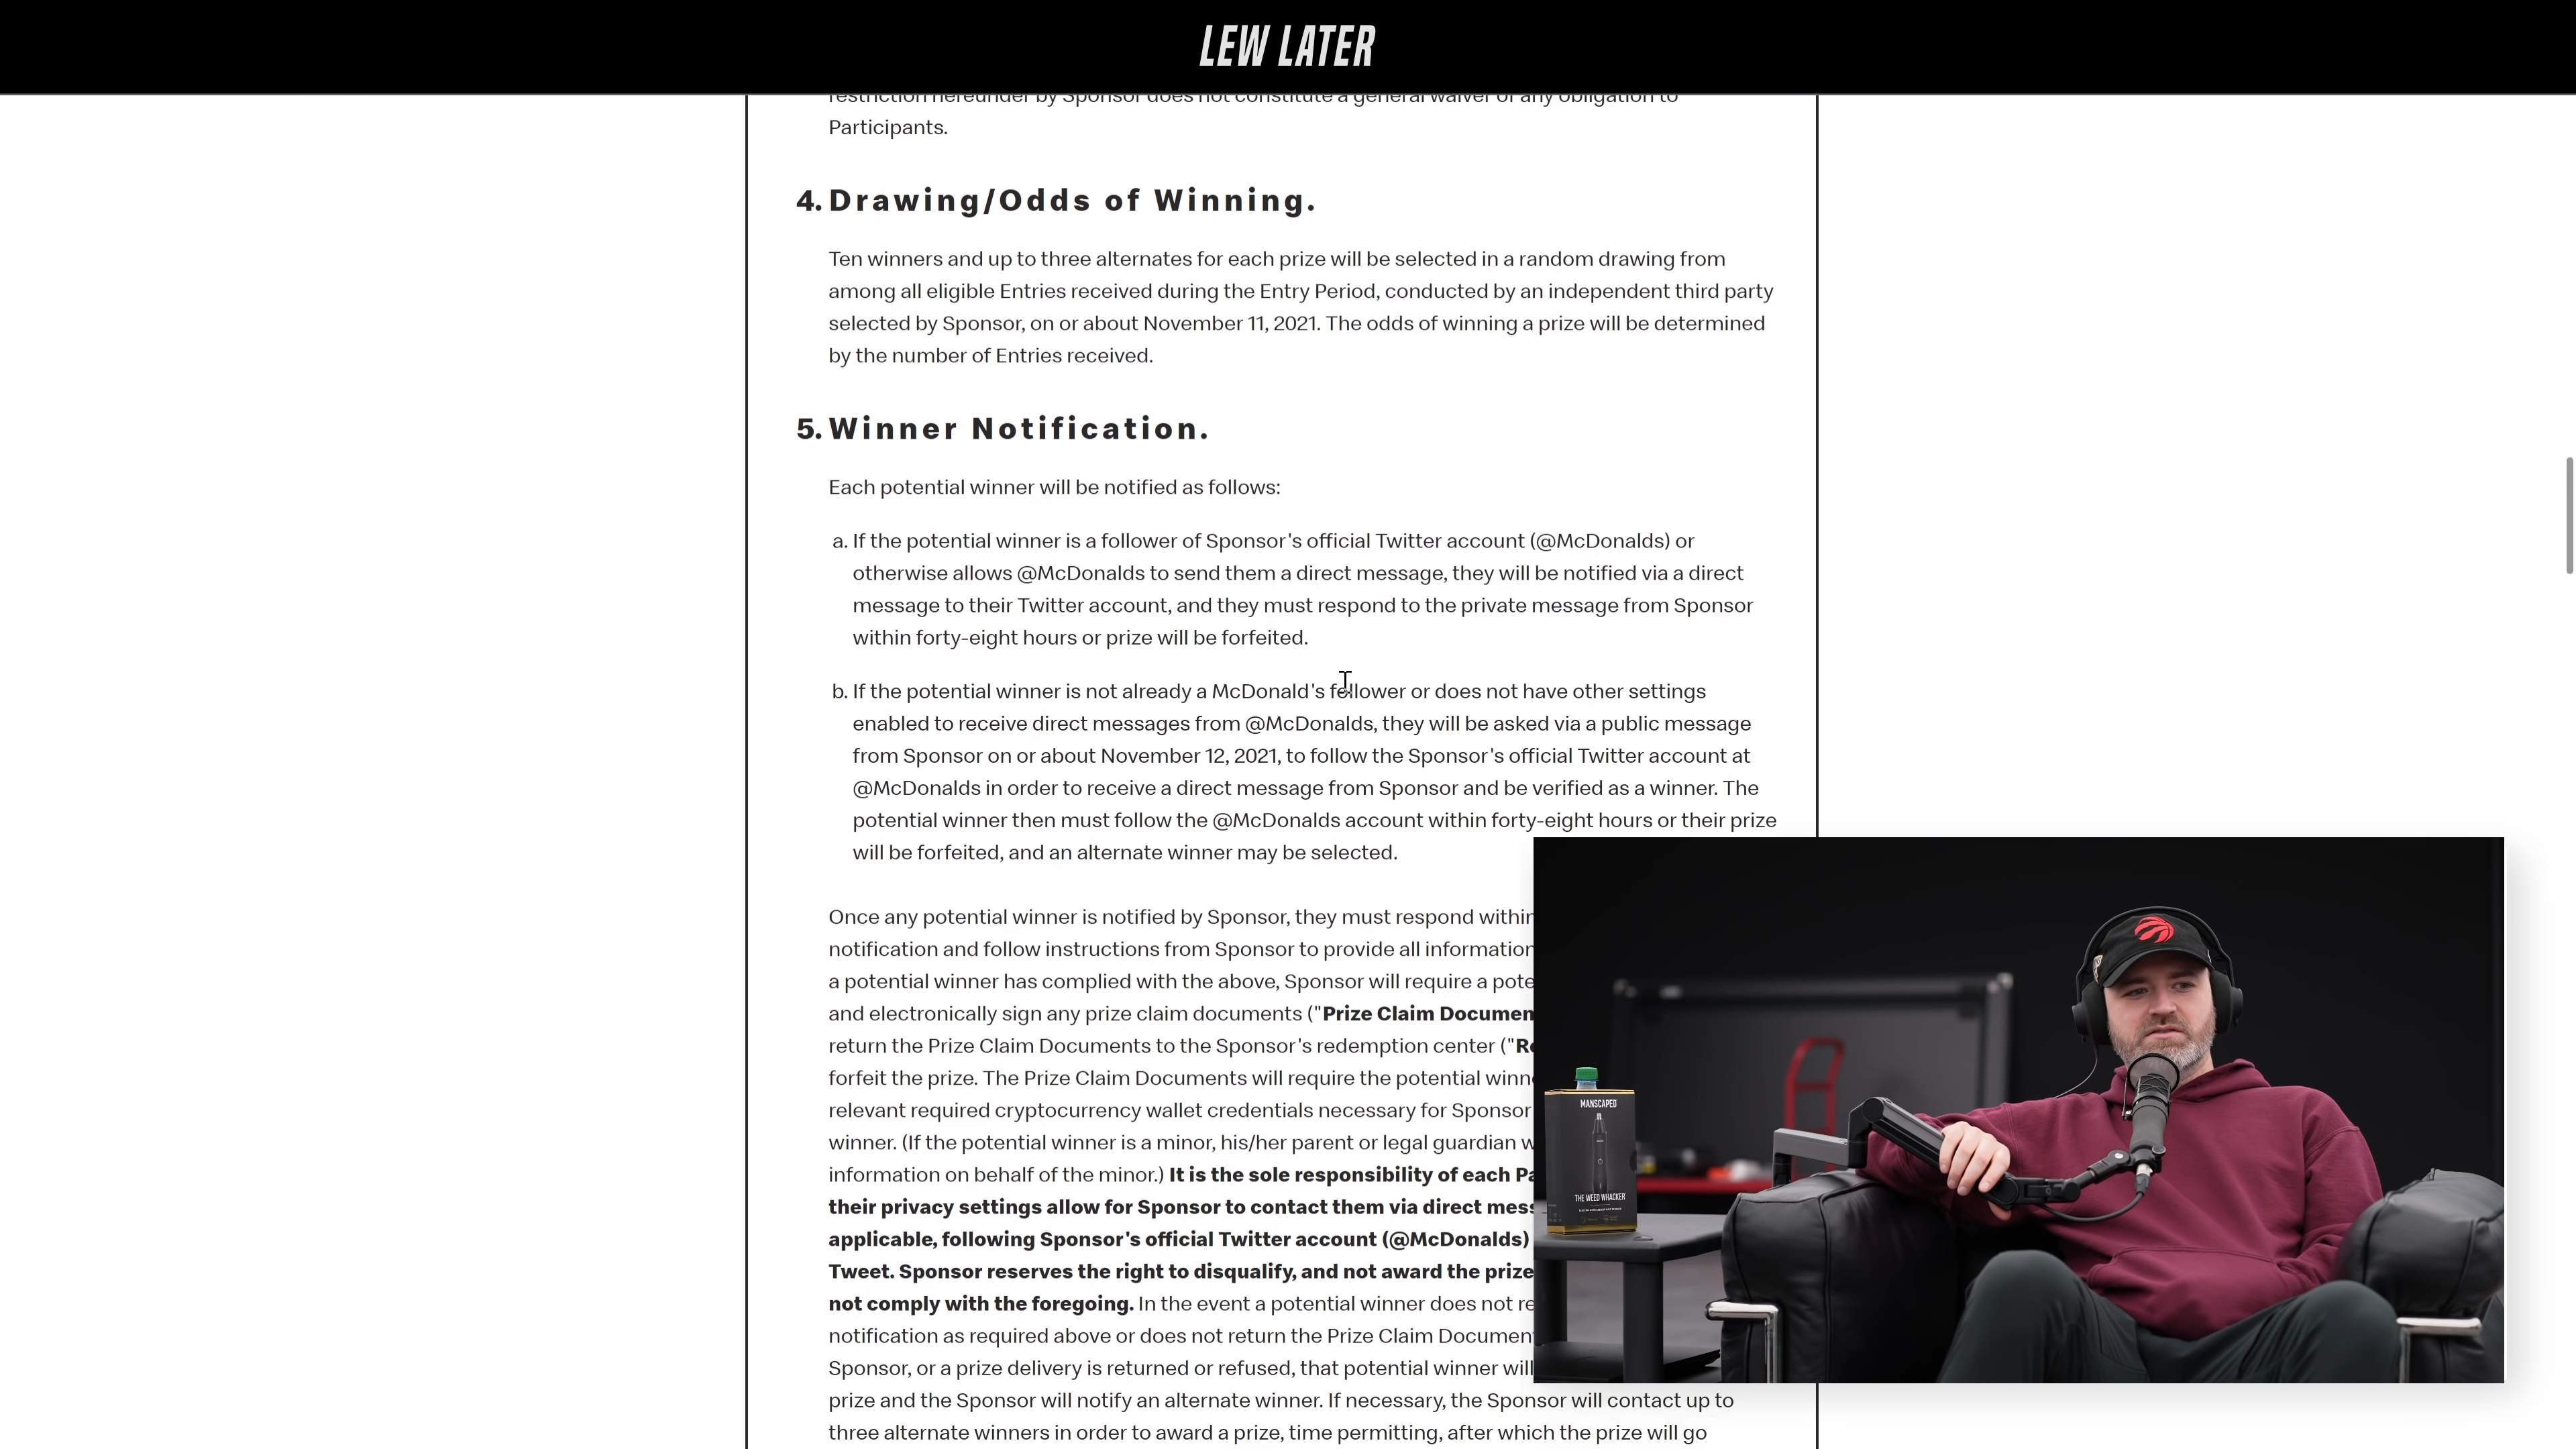 LEW LATER
restriction hereunder by Sponsor does not constitute a general waiver of any obligation to
Participants.
4. Drawing/Odds of Winning.
Ten winners and up to three alternates for each prize will be selected in a random drawing from
among all eligible Entries received during the Entry Period, conducted by an independent third party
selected by Sponsor, on or about November 11, 2021. The odds of winning a prize will be determined
by the number of Entries received.
5. Winner Notification.
Each potential winner will be notified as follows:
a. If the potential winner is a follower of Sponsor's official Twitter account (@McDonalds) or
otherwise allows @McDonalds to send them a direct message, they will be notified via a direct
message to their Twitter account, and they must respond to the private message from Sponsor
within forty-eight hours or prize will be forfeited.
b. If the potential winner is not already a McDonald's follower or does not have other settings
enabled to receive direct messages from @McDonalds, they will be asked via a public message
from Sponsor on or about November 12, 2021, to follow the Sponsor's official Twitter account at
@McDonalds in order to receive a direct message from Sponsor and be verified as a winner. The
potential winner then must follow the @McDonalds account within forty-eight hours or their prize
will be forfeited, and an alternate winner may be selected.
Once any potential winner is notified by Sponsor, they must respond within
notification and follow instructions from Sponsor to provide all information
a potential winner has complied with the above, Sponsor will require a pote
and electronically sign any prize claim documents ("Prize Claim Documen
return the Prize Claim Documents to the Sponsor's redemption center ("Re
forfeit the prize. The Prize Claim Documents will require the potential winne
relevant required cryptocurrency wallet credentials necessary for Sponsor
winner. (If the potential winner is a minor, his/her parent or legal guardian w
information on behalf of the minor.) It is the sole responsibility of each Pa
their privacy settings allow for Sponsor to contact them via direct mess
applicable, following Sponsor's official Twitter account (@McDonalds)
Tweet. Sponsor reserves the right to disqualify, and not award the prize
not comply with the foregoing. In the event a potential winner does not re
notification as required above or does not return the Prize Claim Document
Sponsor, or a prize delivery is returned or refused, that potential winner will
prize and the Sponsor will notify an alternate winner. If necessary, the Sponsor will contact up to
three alternate winners in order to award a prize, time permitting, after which the prize will go
MANSCAPED
THE WEED WHACKER